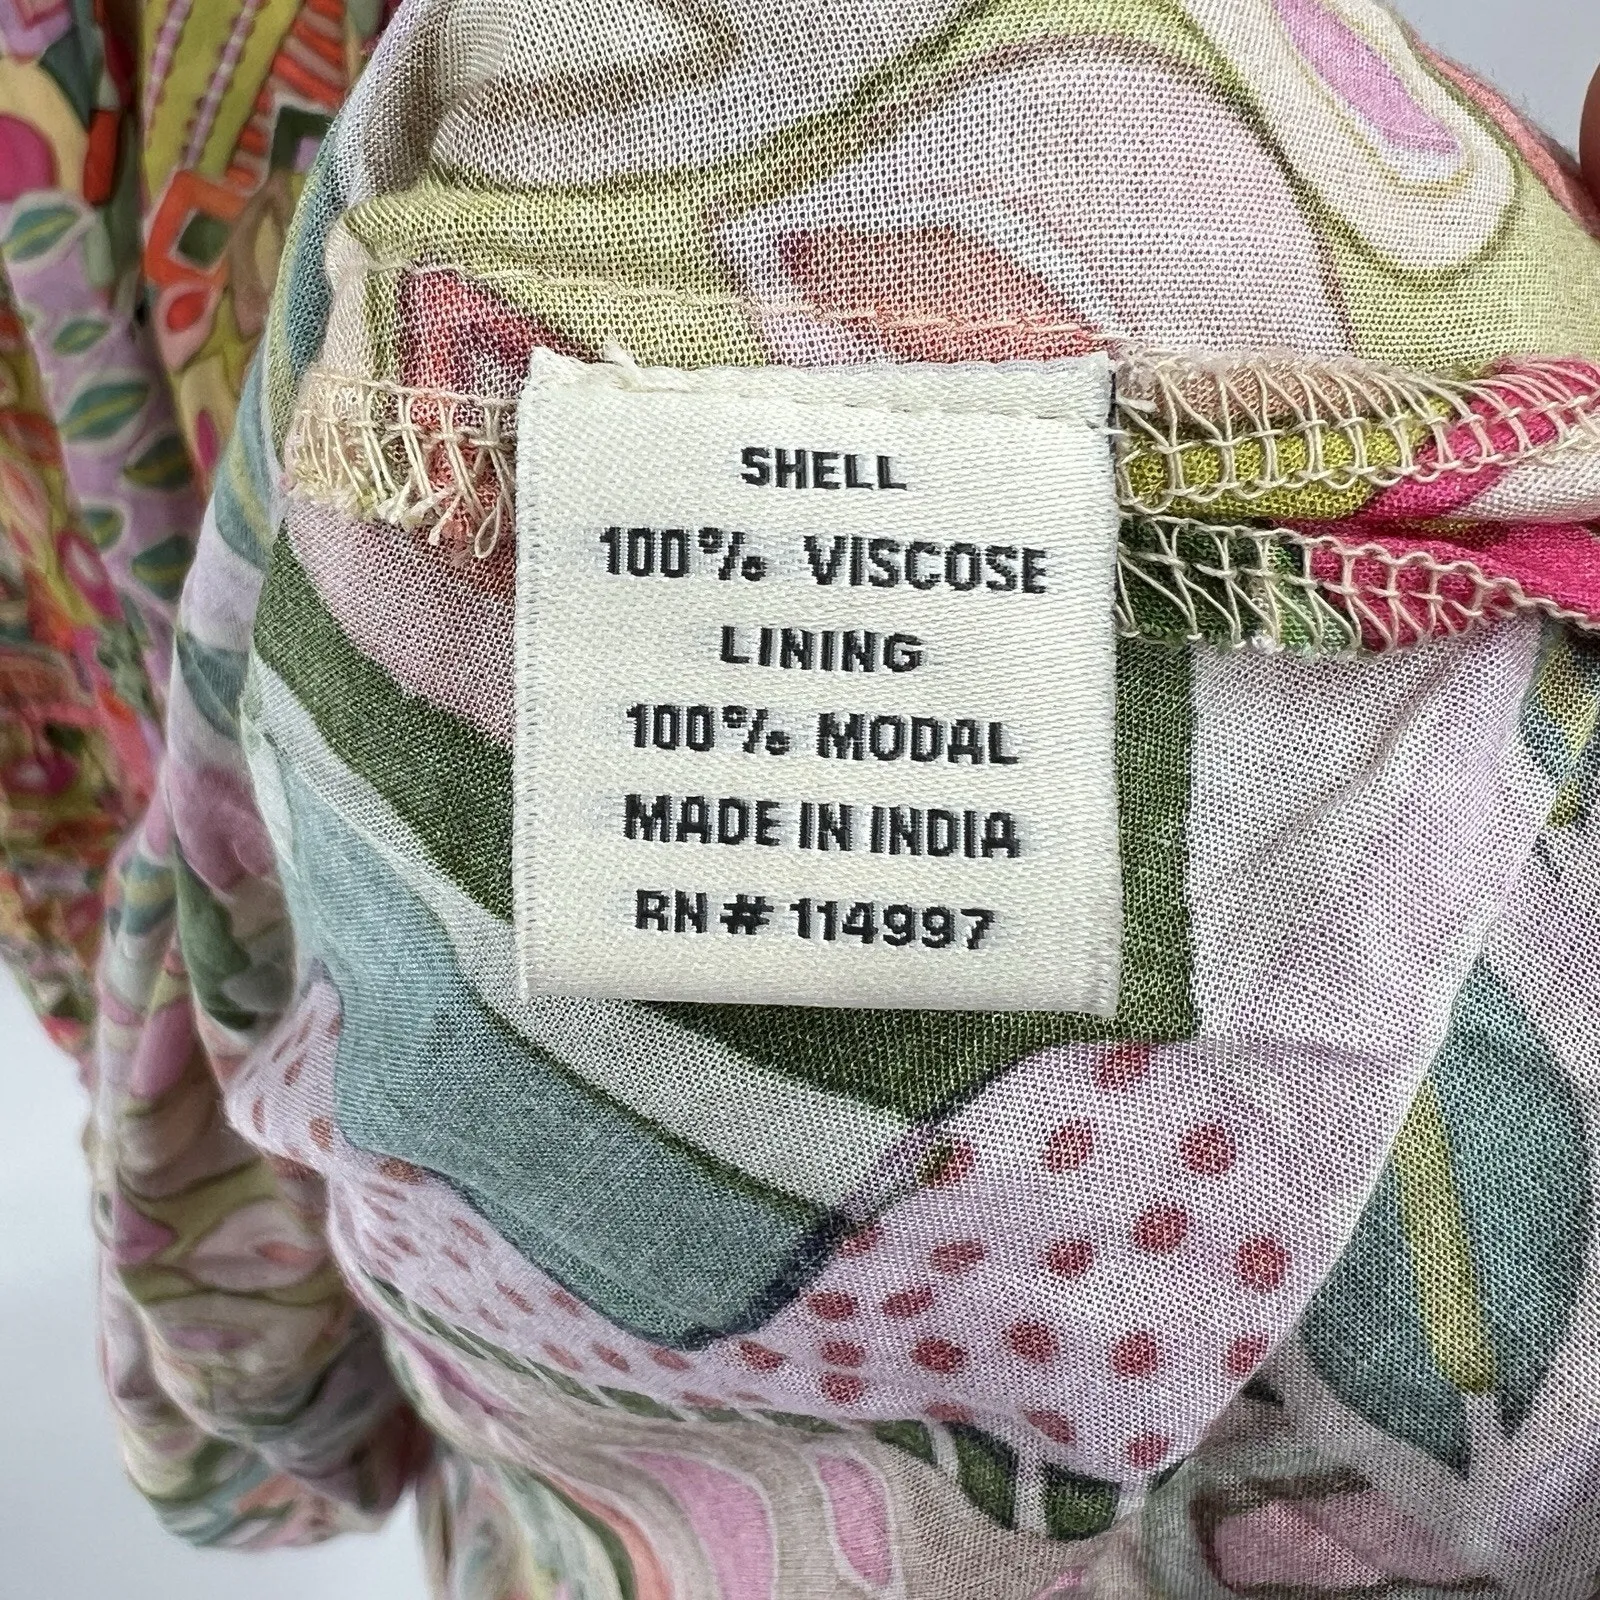 SHELL
100% VISCOSE
LINING
100% MODAL
MADE IN INDIA
RN # 114997